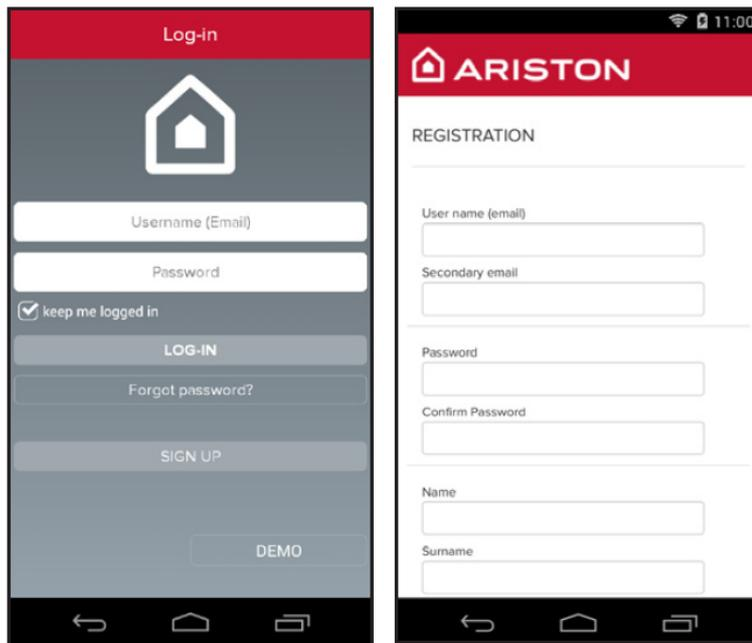 Log-in
Username (Email)
Password
keep me logged in
LOG-IN
Forgot password?
SIGN UP
DEMO
11:00
ARISTON
REGISTRATION
User name (email)
Secondary email
Password
Confirm Password
Name
Surname